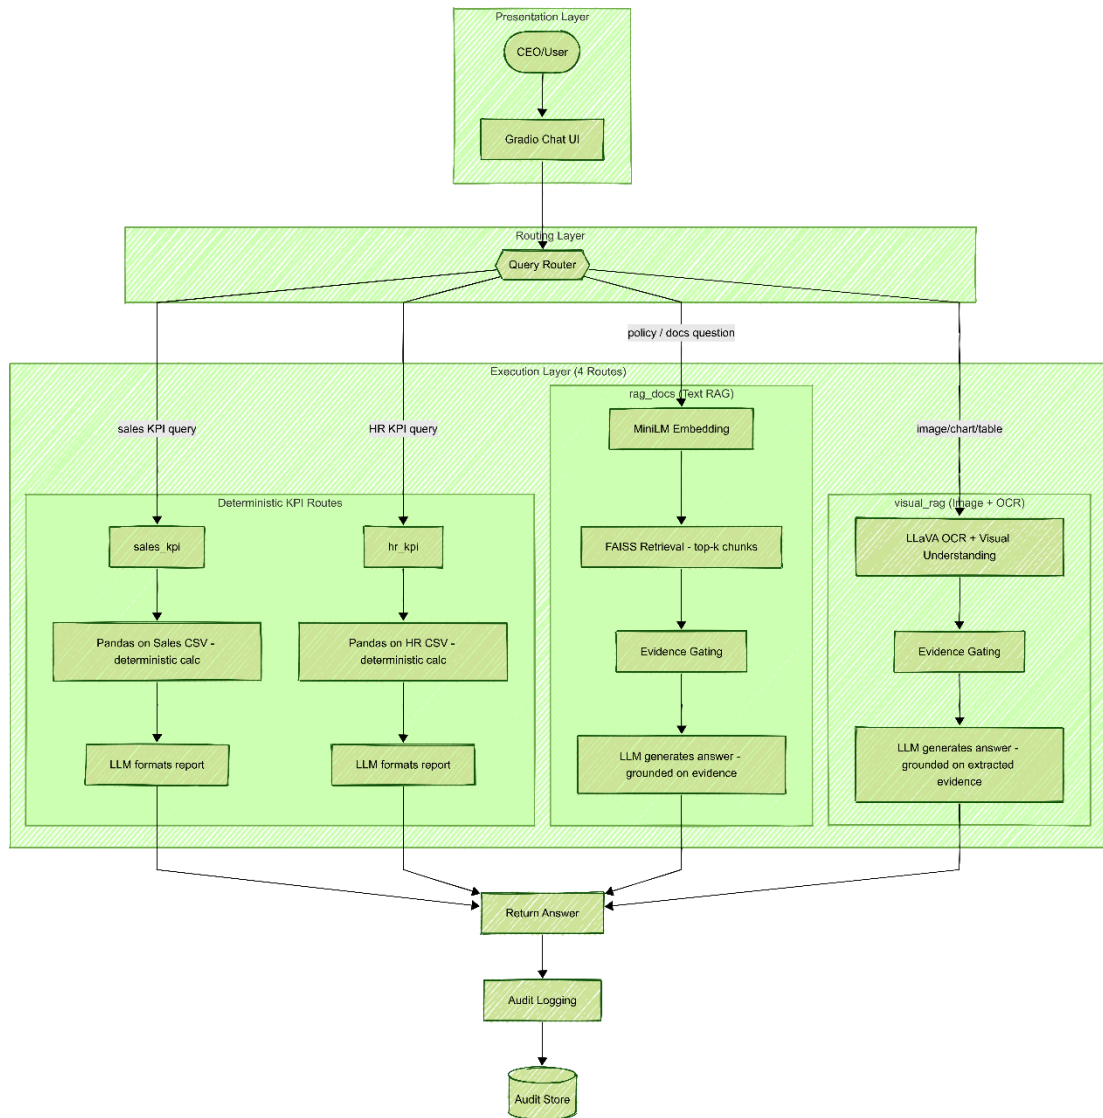 Presentation Layer
CEO/User
Gradio Chat UI
Routing Layer
Query Router
policy / docs question
Execution Layer (4 Routes)
rag_docs (Text RAG)
MiniLM Embedding
sales KPI query
HR KPI query
image/chart/table
Deterministic KPI Routes
visual_rag (Image + OCR)
sales_kpi
hr_kpi
FAISS Retrieval - top-k chunks
LLaVA OCR + Visual
Understanding
Pandas on Sales CSV -
deterministic calc
Pandas on HR CSV -
deterministic calc
Evidence Gating
Evidence Gating
LLM formats report
LLM formats report
LLM generates answer -
grounded on evidence
LLM generates answer -
grounded on extracted
evidence
Return Answer
Audit Logging
Audit Store